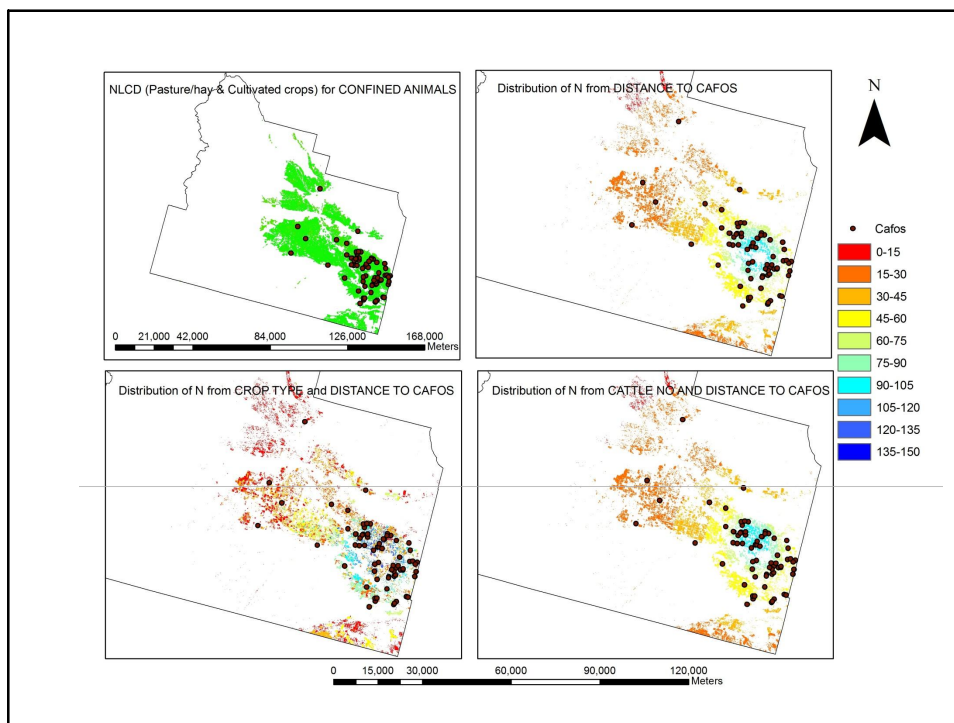 NLCD (Pasture/hay & Cultivated crops) for CONFINED ANIMALS
0 21,000 42,000 84,000 126,000 168,000
Meters
Distribution of N from DISTANCE TO CAFOS
N
Distribution of N from CROP TYPE and DISTANCE TO CAFOS
Distribution of N from CATTLE NO AND DISTANCE TO CAFOS
Cafos
0-15
15-30
30-45
45-60
60-75
75-90
90-105
105-120
120-135
135-150
0 15,000 30,000 60,000 90,000 120,000
Meters